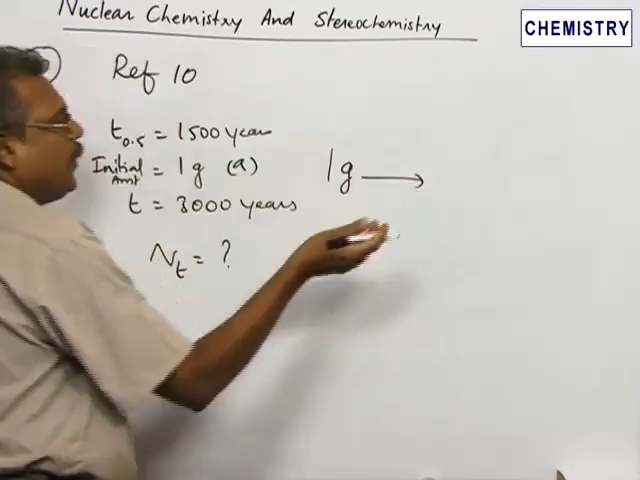 Nuclear Chemistry And Stereochemistry
CHEMISTRY
Ref 10
t0.5 = 1500 year
Initial Amt = 1g (a)
1g ⟶
t = 3000 years
Nt = ?